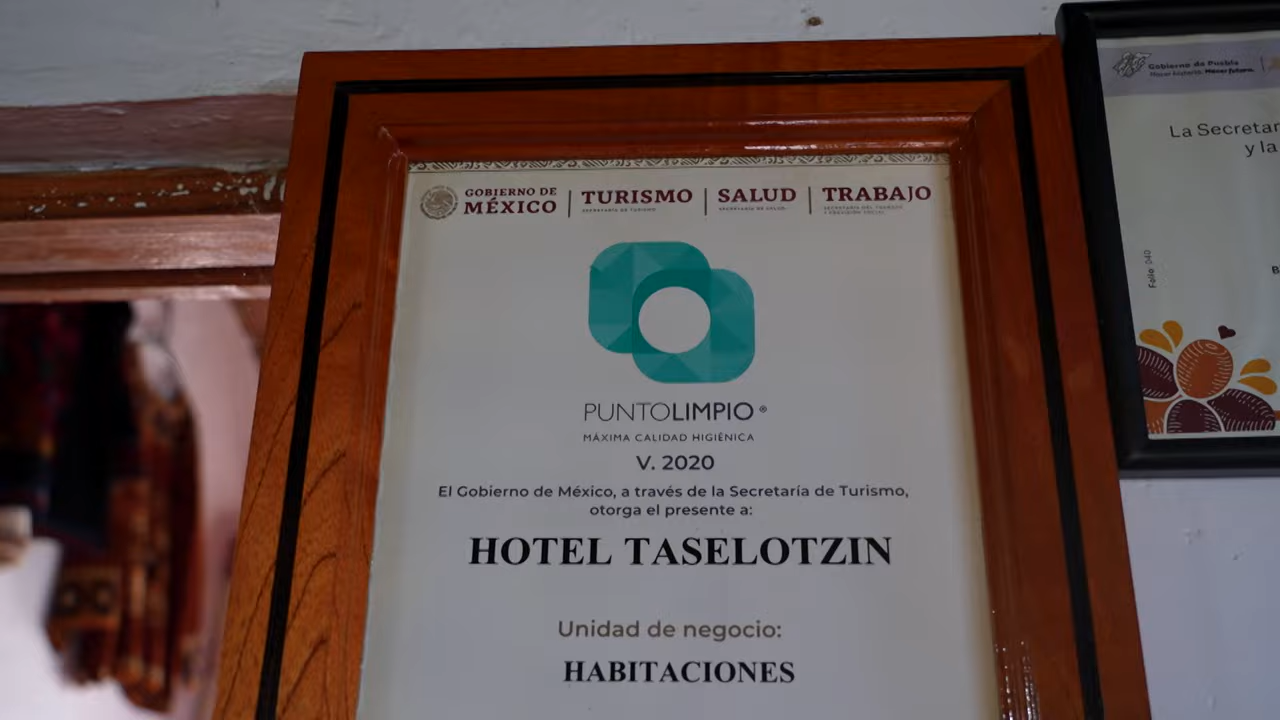 GOBIERNO DE
MÉXICO
TURISMO
SECRETARÍA DE TURISMO
SALUD
SECRETARÍA DE SALUD
TRABAJO
SECRETARÍA DEL TRABAJO
Y PREVISIÓN SOCIAL
PUNTOLIMPIO®
MÁXIMA CALIDAD HIGIÉNICA
V. 2020
El Gobierno de México, a través de la Secretaría de Turismo,
otorga el presente a:
HOTEL TASELOTZIN
Unidad de negocio:
HABITACIONES
Gobierno de Puebla
Hacer historia. Hacer futuro.
La Secretar
y la
Folio: 040
B